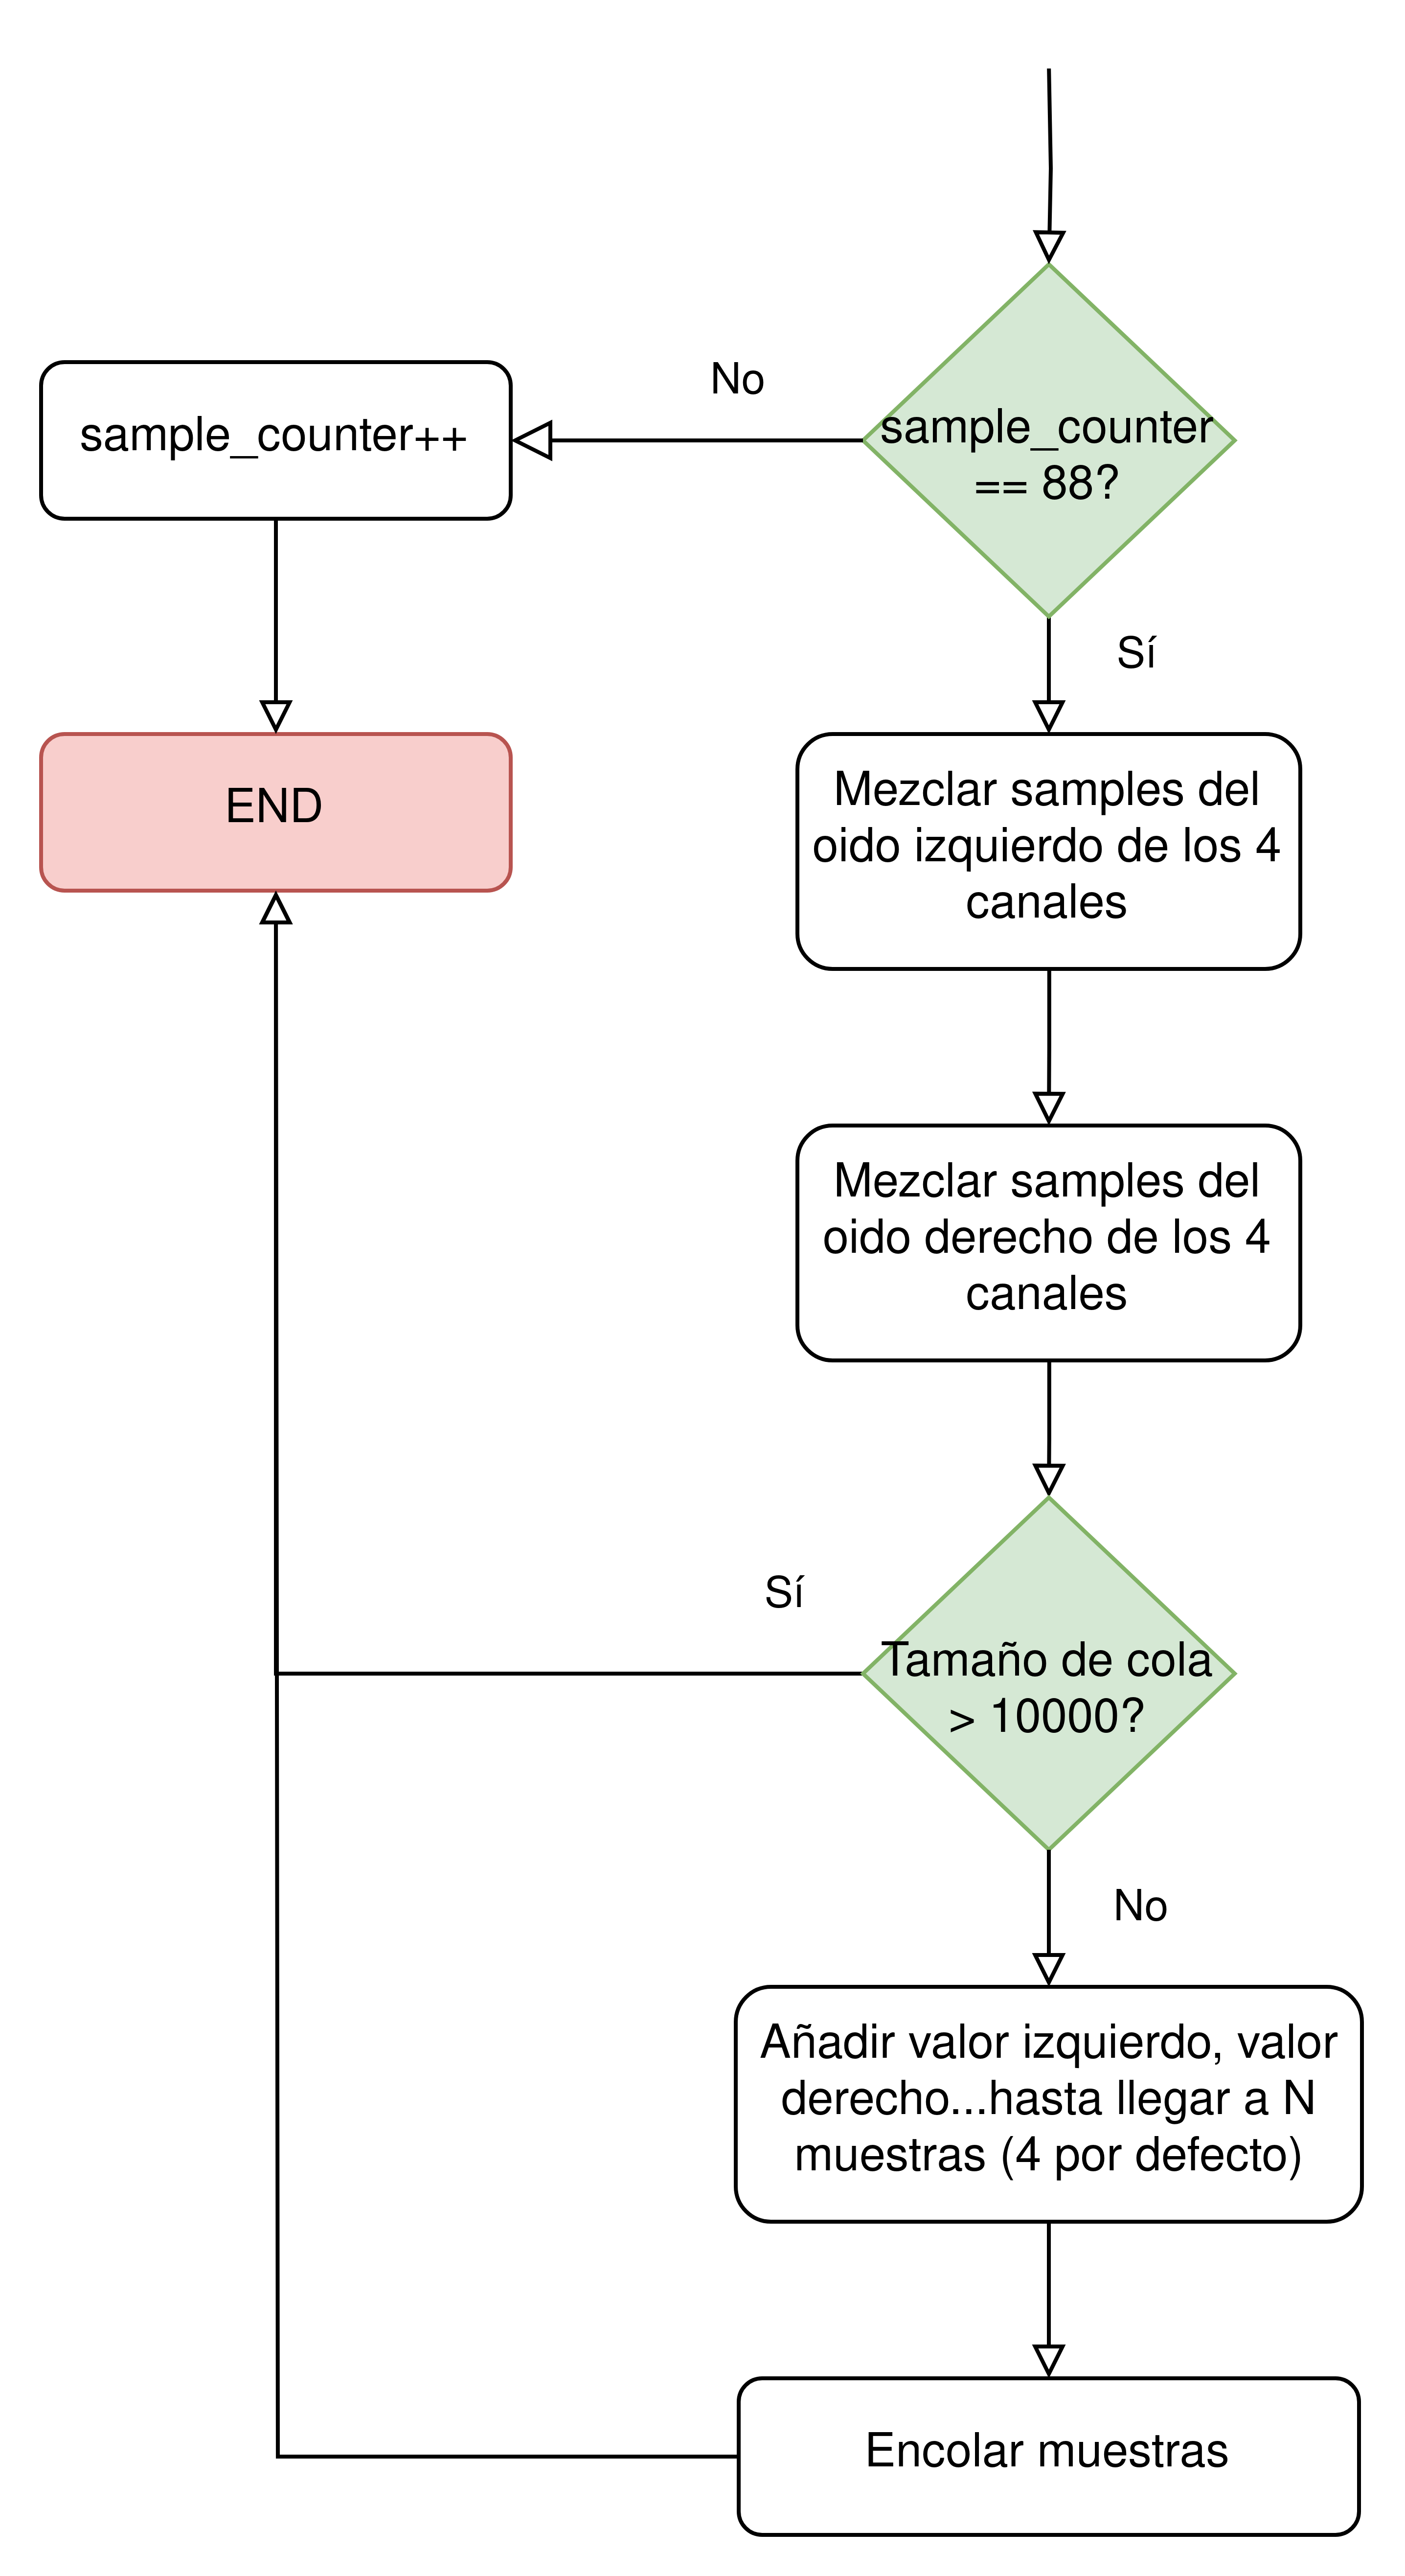 No
sample_counter++
sample_counter
== 88?
Sí
END
Mezclar samples del
oido izquierdo de los 4
canales
Mezclar samples del
oido derecho de los 4
canales
Sí
Tamaño de cola
> 10000?
No
Añadir valor izquierdo, valor
derecho...hasta llegar a N
muestras (4 por defecto)
Encolar muestras